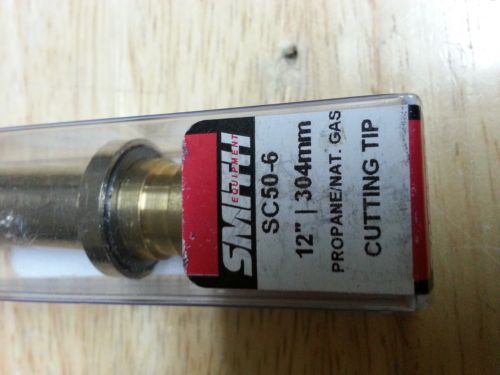 SMITH
EQUIPMENT
SC50-6
12" | 304mm
PROPANE/NAT. GAS
CUTTING TIP